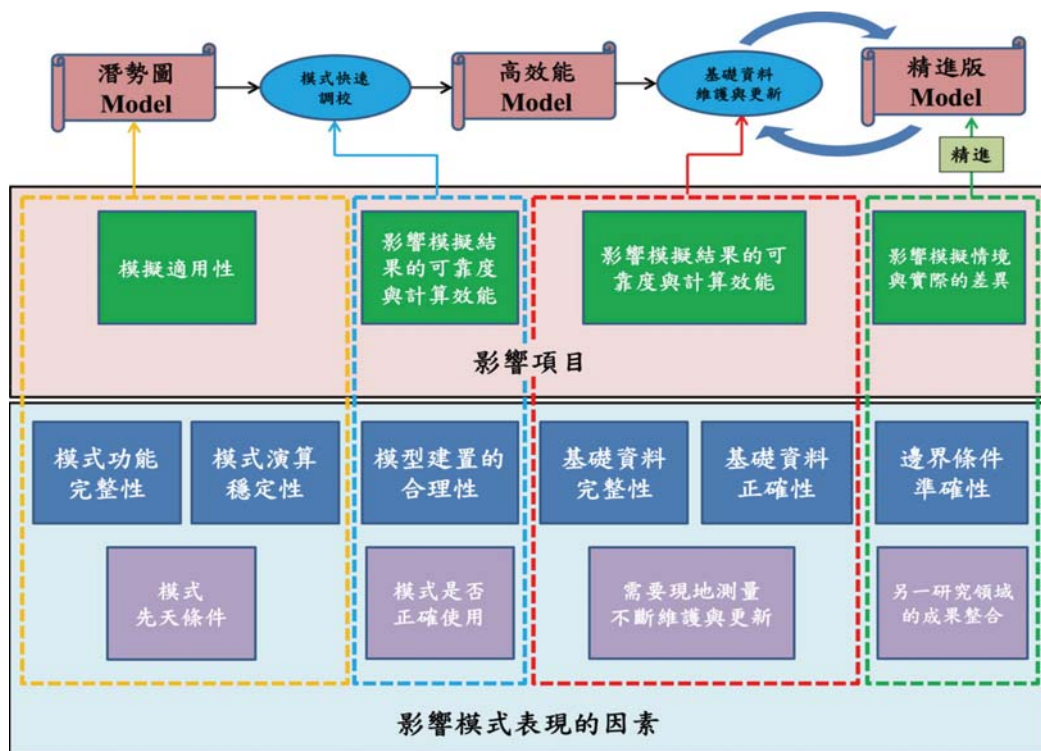 潛勢圖
Model
模式快速
調校
高效能
Model
基礎資料
維護與更新
精進版
Model
精進
模擬適用性
影響模擬結
果的可靠度
與計算效能
影響模擬結果的可
靠度與計算效能
影響模擬情境
與實際的差異
影響項目
模式功能
完整性
模式演算
穩定性
模型建置的
合理性
基礎資料
完整性
基礎資料
正確性
邊界條件
準確性
模式
先天條件
模式是否
正確使用
需要現地測量
不斷維護與更新
另一研究領域
的成果整合
影響模式表現的因素